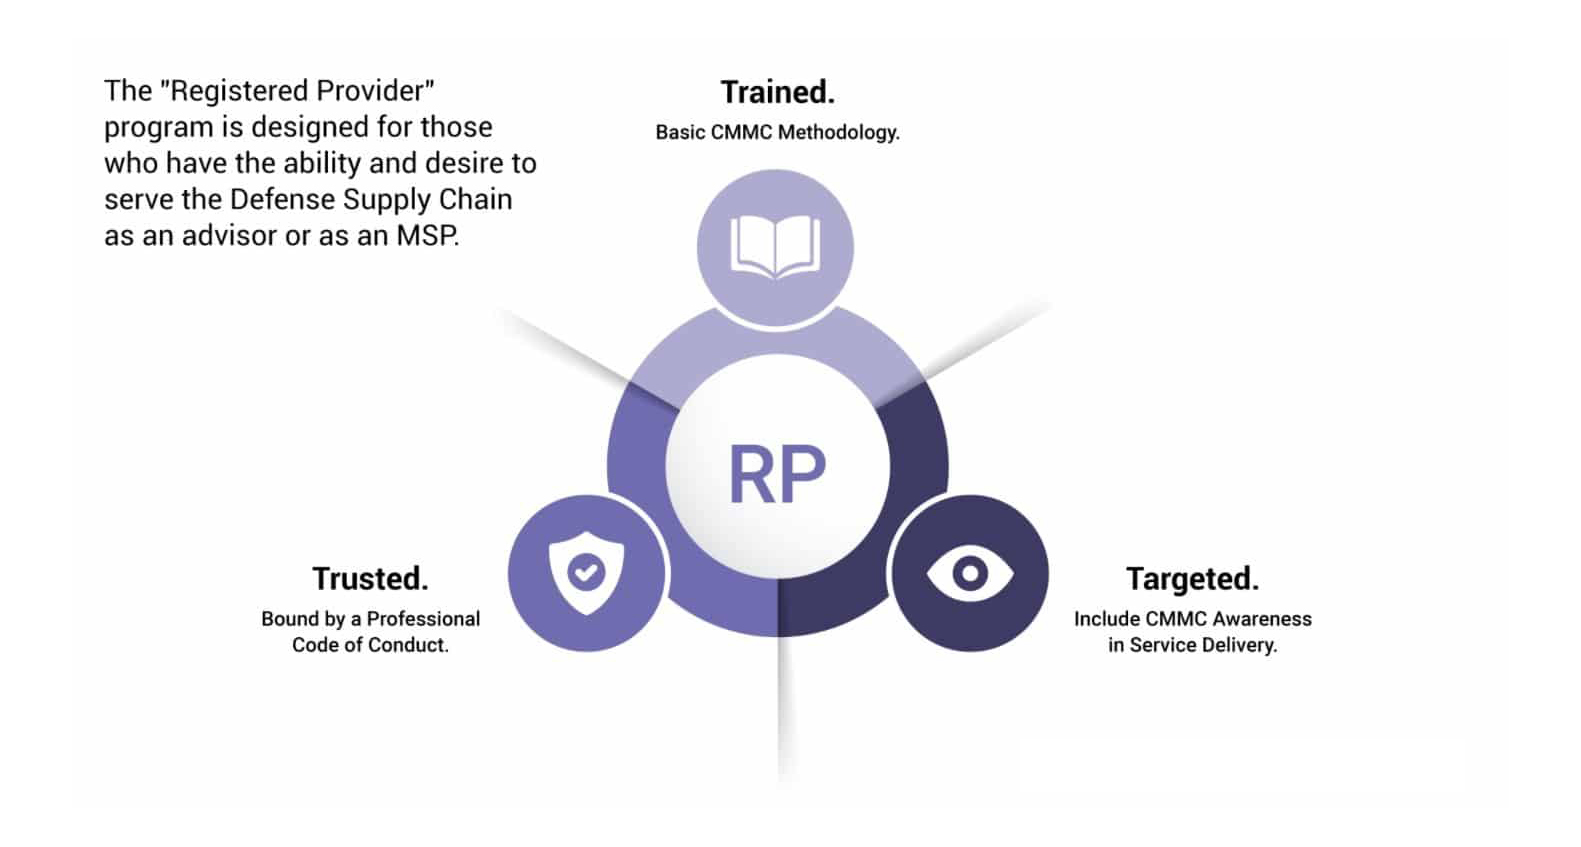 The "Registered Provider"
program is designed for those
who have the ability and desire to
serve the Defense Supply Chain
as an advisor or as an MSP.
Trained.
Basic CMMC Methodology.
RP
Trusted.
Bound by a Professional
Code of Conduct.
Targeted.
Include CMMC Awareness
in Service Delivery.